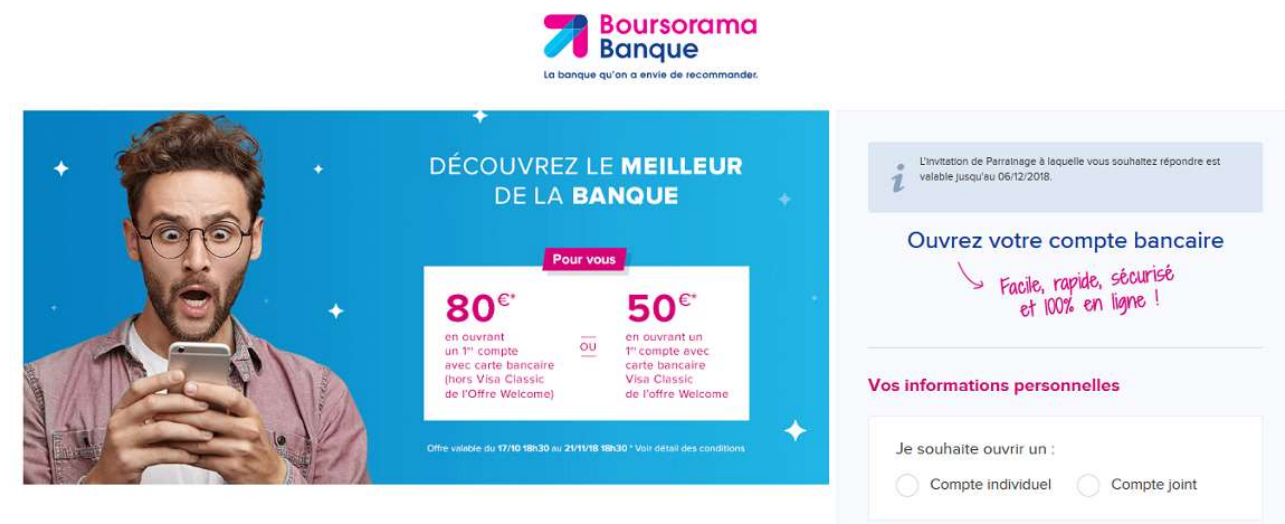 Boursorama
Banque
La banque qu'on a envie de recommander.
DÉCOUVREZ LE MEILLEUR
DE LA BANQUE
Pour vous
80€*
en ouvrant
un 1er compte
avec carte bancaire
(hors Visa Classic
de l'Offre Welcome)
OU
50€*
en ouvrant un
1er compte avec
carte bancaire
Visa Classic
de l'offre Welcome
Offre valable du 17/10 18h30 au 21/11/18 18h30 * Voir détail des conditions
i
L'invitation de Parrainage à laquelle vous souhaitez répondre est
valable jusqu'au 06/12/2018.
Ouvrez votre compte bancaire
Facile, rapide, sécurisé
et 100% en ligne !
Vos informations personnelles
Je souhaite ouvrir un :
Compte individuel
Compte joint